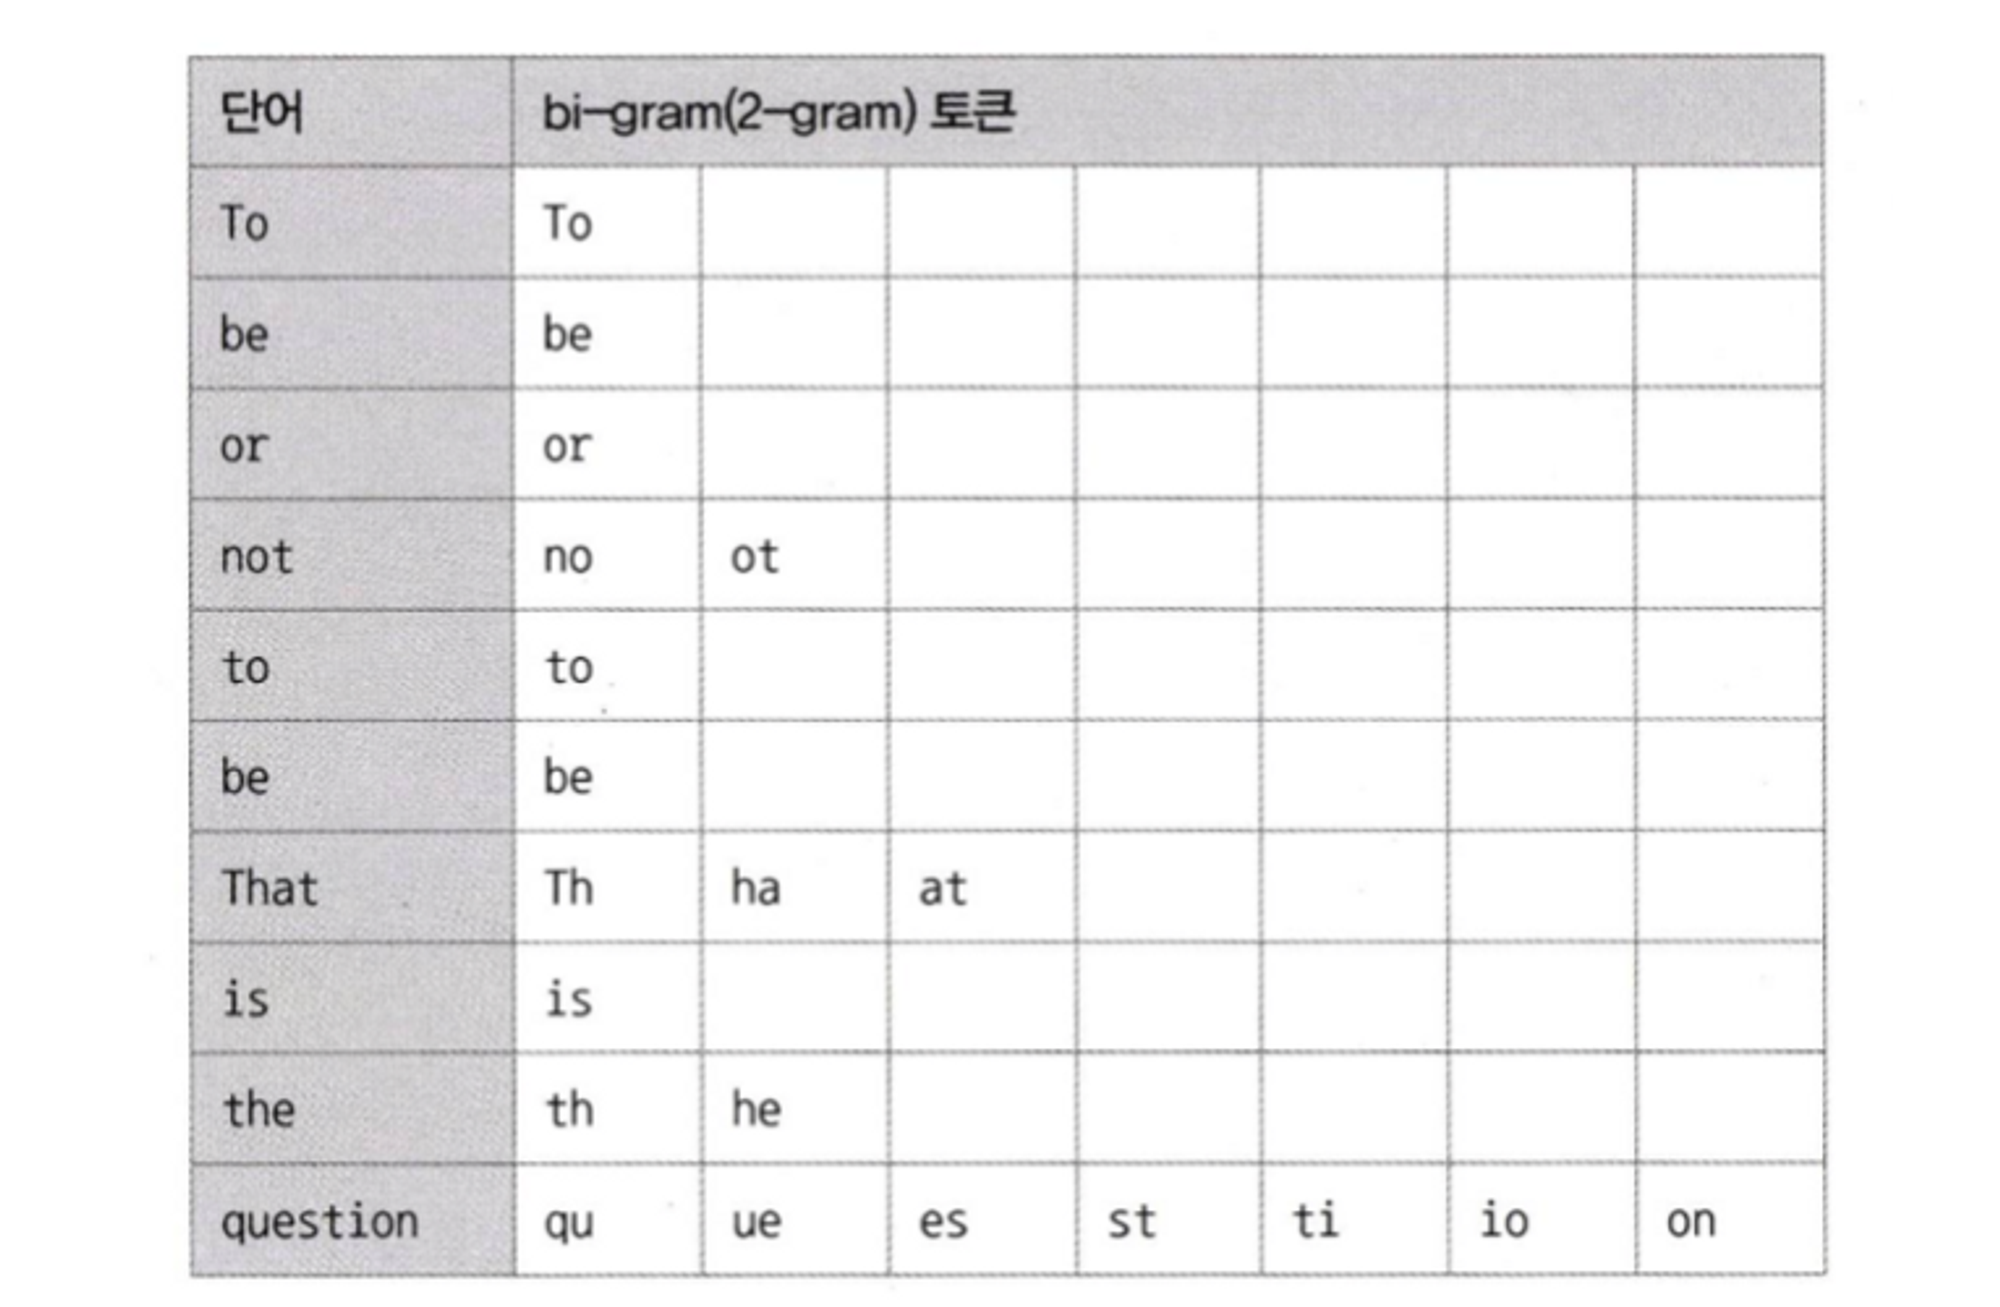 단어 bi-gram(2-gram) 토큰
To To
be be
or or
not no ot
to to
be be
That Th ha at
is is
the th he
question qu ue es st ti io on